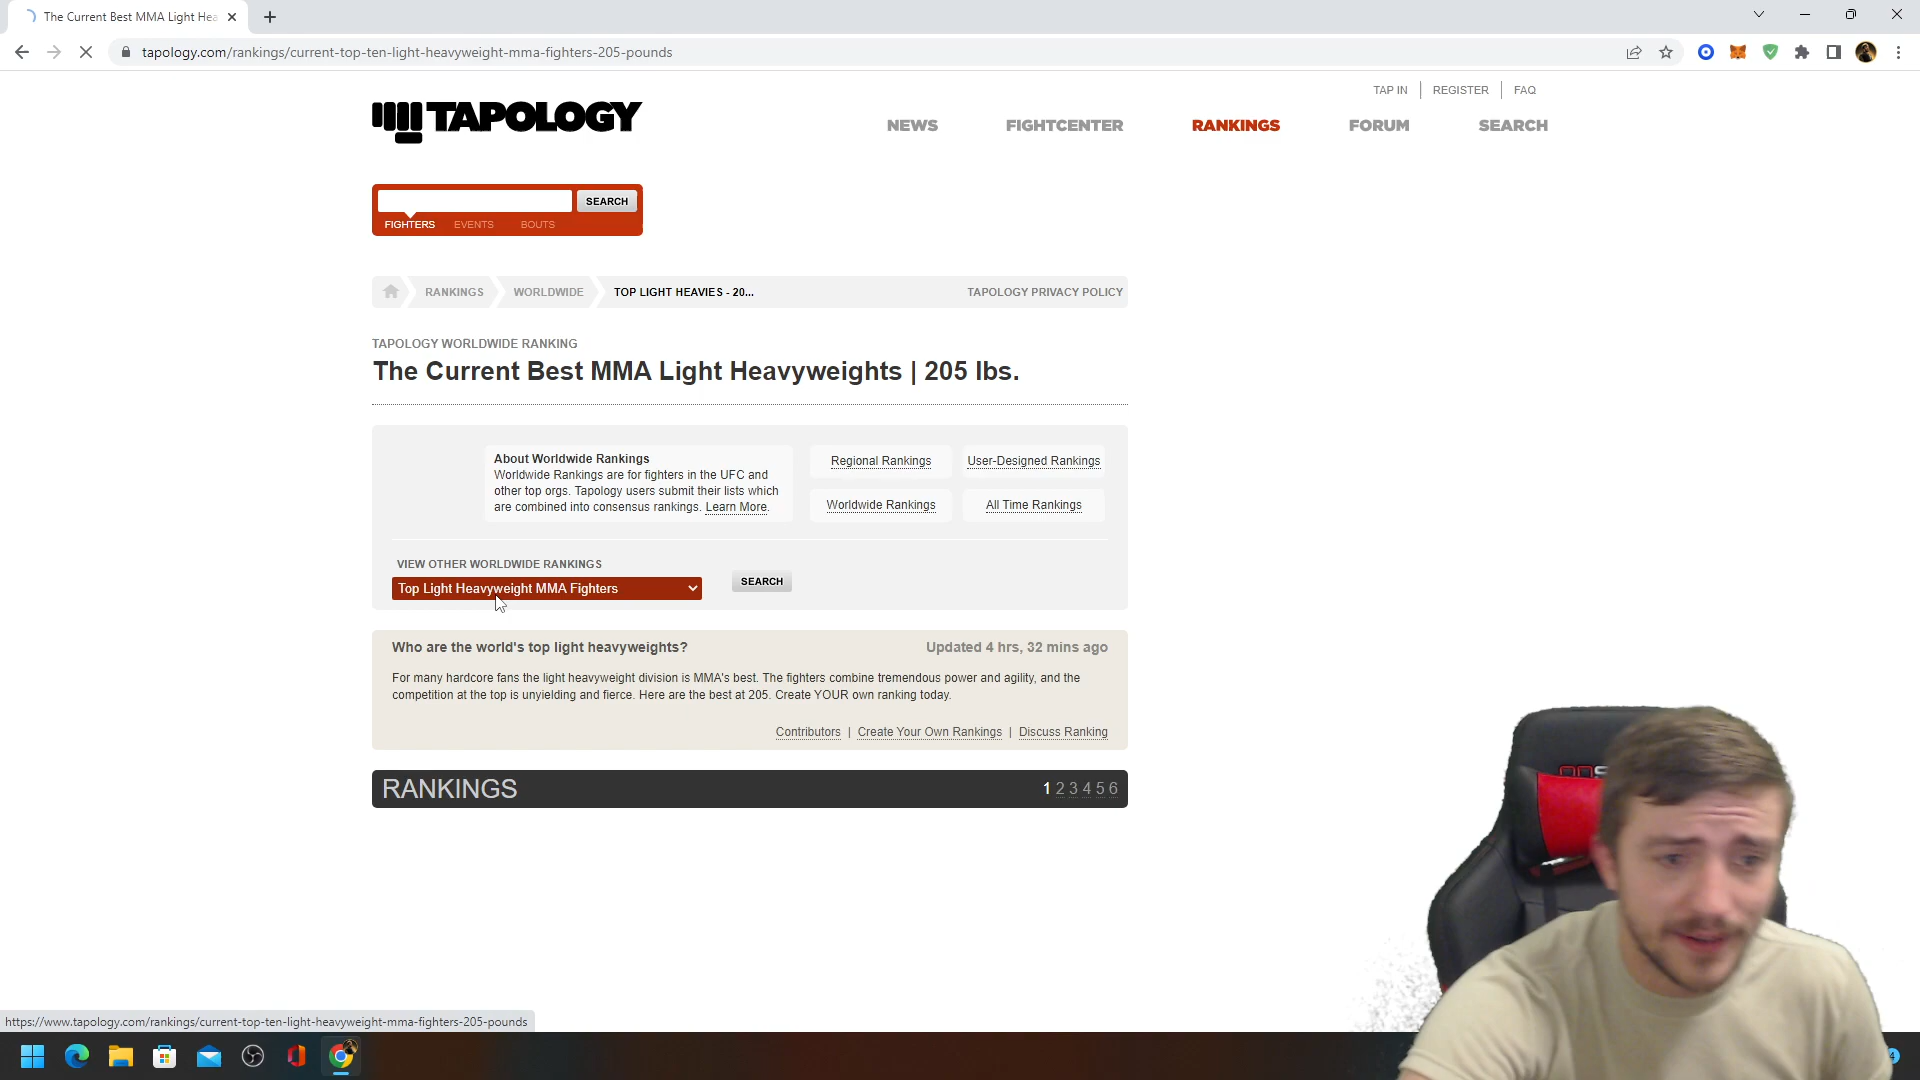 The Current Best MMA Light Hea
tapology.com/rankings/current-top-ten-light-heavyweight-mma-fighters-205-pounds
TAP IN
REGISTER
FAQ
TAPOLOGY
NEWS
FIGHTCENTER
RANKINGS
FORUM
SEARCH
SEARCH
FIGHTERS
EVENTS
BOUTS
RANKINGS
WORLDWIDE
TOP LIGHT HEAVIES - 20...
TAPOLOGY PRIVACY POLICY
TAPOLOGY WORLDWIDE RANKING
The Current Best MMA Light Heavyweights | 205 lbs.
About Worldwide Rankings
Worldwide Rankings are for fighters in the UFC and
other top orgs. Tapology users submit their lists which
are combined into consensus rankings. Learn More.
Regional Rankings
User-Designed Rankings
Worldwide Rankings
All Time Rankings
VIEW OTHER WORLDWIDE RANKINGS
Top Light Heavyweight MMA Fighters
SEARCH
Who are the world's top light heavyweights?
Updated 4 hrs, 32 mins ago
For many hardcore fans the light heavyweight division is MMA's best. The fighters combine tremendous power and agility, and the
competition at the top is unyielding and fierce. Here are the best at 205. Create YOUR own ranking today.
Contributors | Create Your Own Rankings | Discuss Ranking
RANKINGS
1 2 3 4 5 6
https://www.tapology.com/rankings/current-top-ten-light-heavyweight-mma-fighters-205-pounds
4